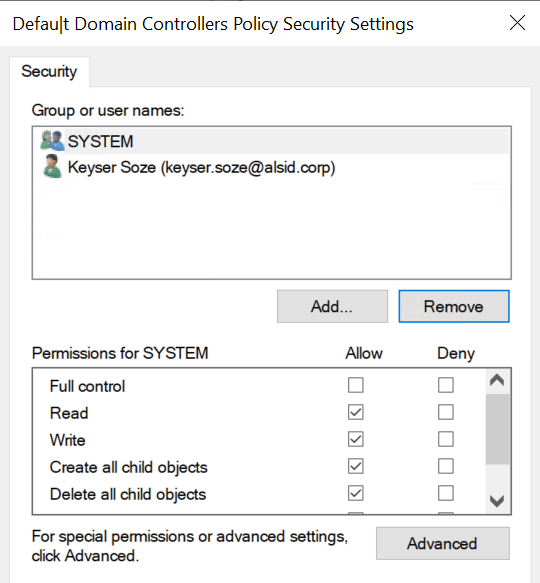 Defau|t Domain Controllers Policy Security Settings
Security
Group or user names:
SYSTEM
Keyser Soze (keyser.soze@alsid.corp)
Add...
Remove
Permissions for SYSTEM
Allow
Deny
Full control
Read
Write
Create all child objects
Delete all child objects
For special permissions or advanced settings,
click Advanced.
Advanced